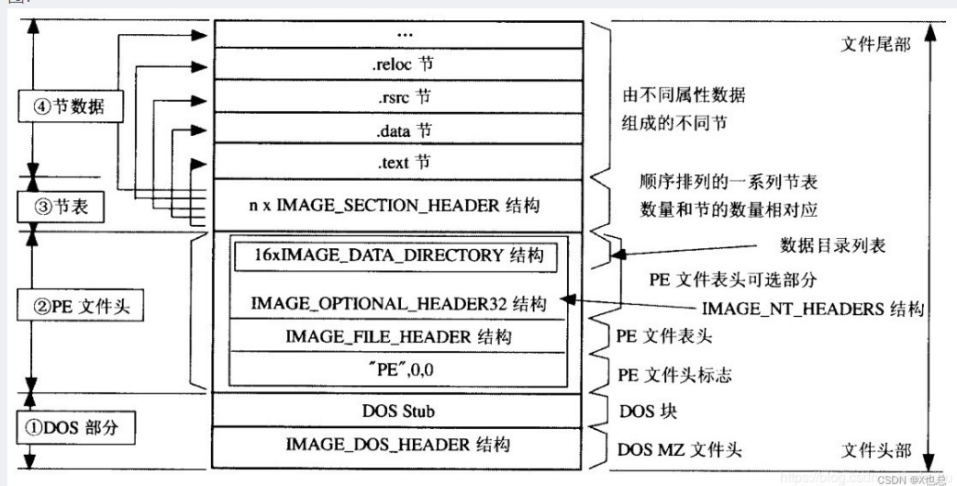 图:
...
文件尾部
.reloc 节
.rsrc 节
④节数据
由不同属性数据
组成的不同节
.data 节
.text 节
③节表
n x IMAGE_SECTION_HEADER 结构
顺序排列的一系列节表
数量和节的数量相对应
数据目录列表
16xIMAGE_DATA_DIRECTORY 结构
PE 文件表头可选部分
②PE 文件头
IMAGE_OPTIONAL_HEADER32 结构
IMAGE_NT_HEADERS 结构
IMAGE_FILE_HEADER 结构
PE 文件表头
"PE",0,0
PE 文件头标志
DOS Stub
DOS 块
①DOS 部分
IMAGE_DOS_HEADER 结构
DOS MZ 文件头
文件头部
CSDN @X也总